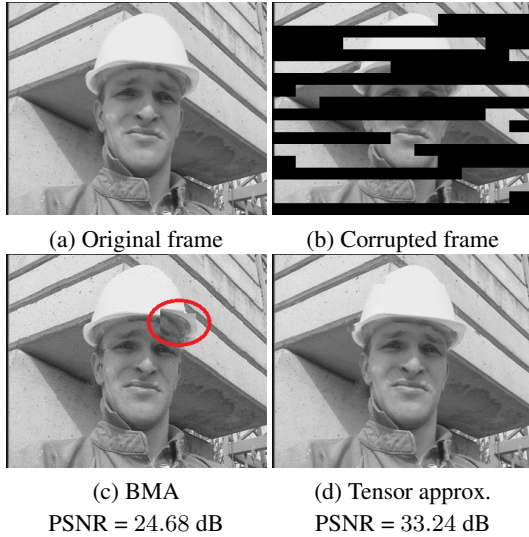 (a) Original frame
(b) Corrupted frame
(c) BMA
PSNR = 24.68 dB
(d) Tensor approx.
PSNR = 33.24 dB